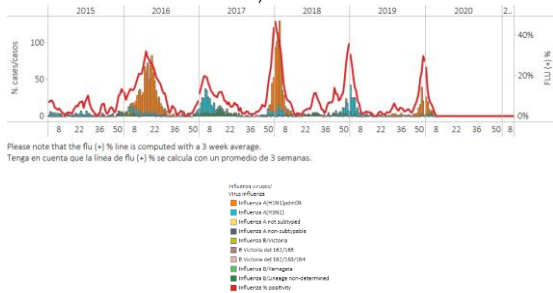 2015 2016 2017 2018 2019 2020 2..
100
50
0
N. cases/casos
40%
20%
0%
Flu (+) %
8 22 36 50 8 22 36 50 8 22 36 50 8 22 36 50 8 22 36 50 8 22 36 50 8
Please note that the flu (+) % line is computed with a 3 week average.
Tenga en cuenta que la línea de flu (+) % se calcula con un promedio de 3 semanas.
Influenza viruses/
Virus influenza
Influenza A(H1N1)pdm09
Influenza A(H3N2)
Influenza A not subtyped
Influenza A non-subtypable
Influenza B/Victoria
B Victoria del 162/163
B Victoria del 162/163/164
Influenza B/Yamagata
Influenza B/Lineage non-determined
Influenza % positivity